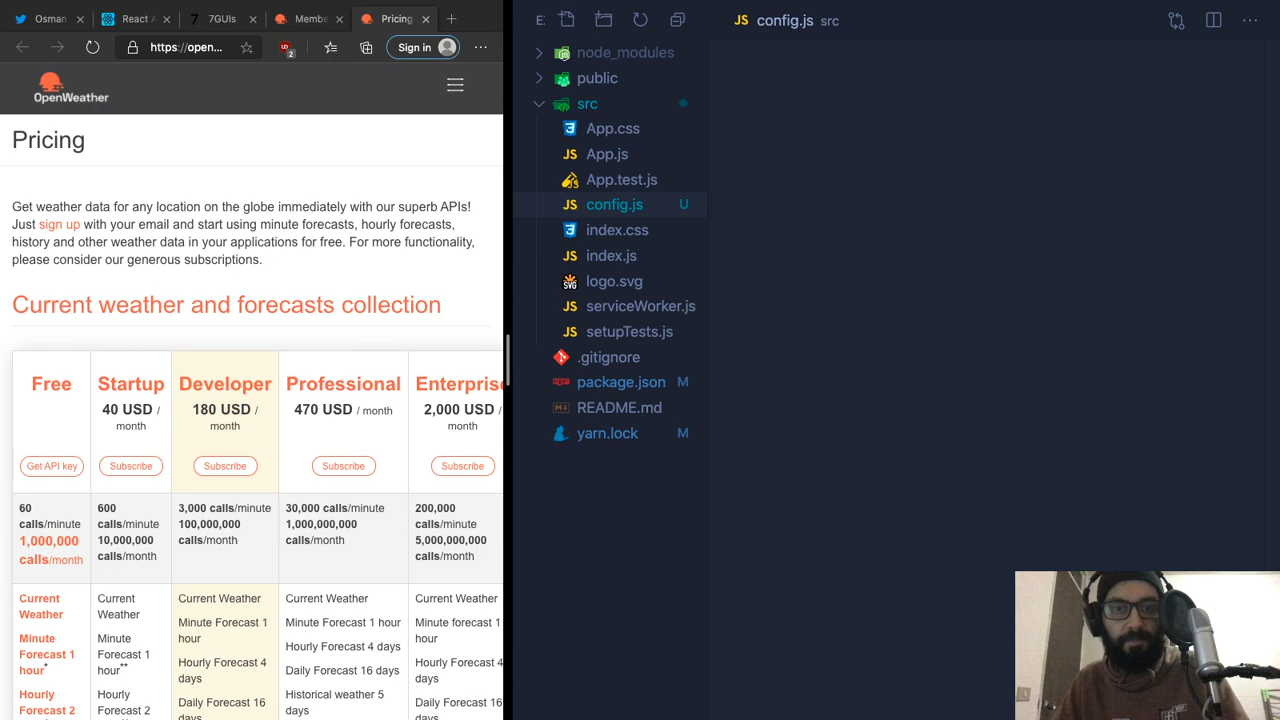 Osman
React A
7GUIs
Membe
Pricing
https://open...
2
Sign in
OpenWeather
Pricing
Get weather data for any location on the globe immediately with our superb APIs!
Just sign up with your email and start using minute forecasts, hourly forecasts,
history and other weather data in your applications for free. For more functionality,
please consider our generous subscriptions.
Current weather and forecasts collection
Free
Startup
Developer
Professional
Enterprise
40 USD /
month
180 USD /
month
470 USD / month
2,000 USD /
month
Get API key
Subscribe
Subscribe
Subscribe
Subscribe
60
calls/minute
1,000,000
calls/month
600
calls/minute
10,000,000
calls/month
3,000 calls/minute
100,000,000
calls/month
30,000 calls/minute
1,000,000,000
calls/month
200,000
calls/minute
5,000,000,000
calls/month
Current
Weather
Minute
Forecast 1
hour*
Hourly
Forecast 2
Current
Weather
Minute
Forecast 1
hour**
Hourly
Forecast 2
Current Weather
Minute Forecast 1
hour
Hourly Forecast 4
days
Daily Forecast 16
days
Current Weather
Minute Forecast 1 hour
Hourly Forecast 4 days
Daily Forecast 16 days
Historical weather 5
days
Current Weather
Minute forecast 1
hour
Hourly Forecast 4
days
Daily Forecast 16
days
E
node_modules
public
src
App.css
JS App.js
App.test.js
JS config.js U
index.css
JS index.js
SVG logo.svg
JS serviceWorker.js
JS setupTests.js
.gitignore
package.json M
README.md
yarn.lock M
JS config.js src